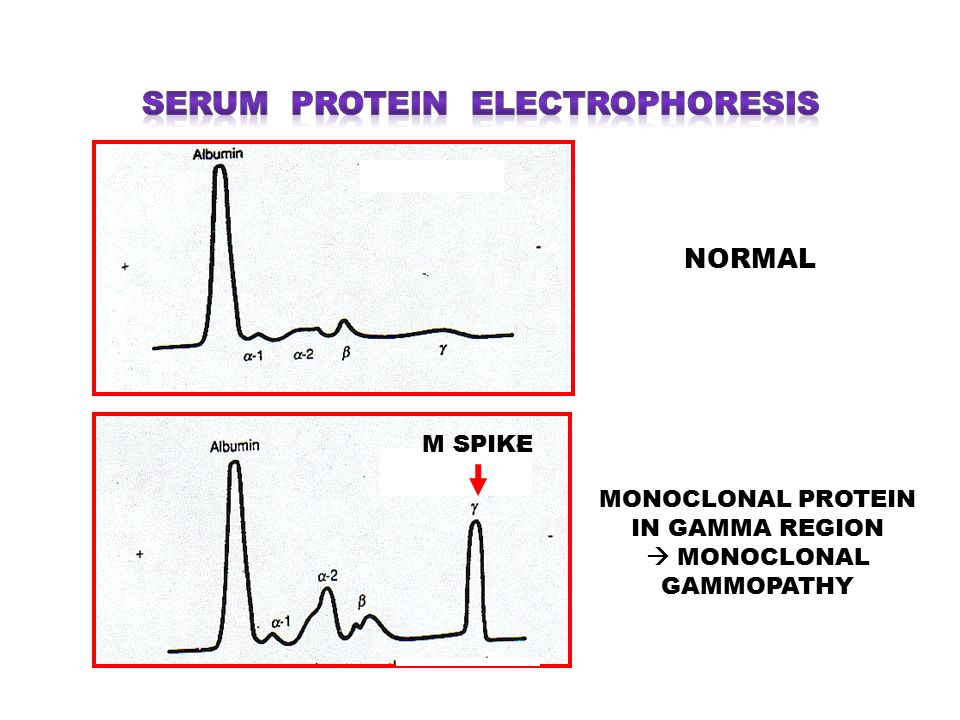 SERUM PROTEIN ELECTROPHORESIS
Albumin
+
-
α-1 α-2 β γ
NORMAL
M SPIKE
Albumin
γ
+
α-2
β
α-1
MONOCLONAL PROTEIN
IN GAMMA REGION
→ MONOCLONAL
GAMMOPATHY